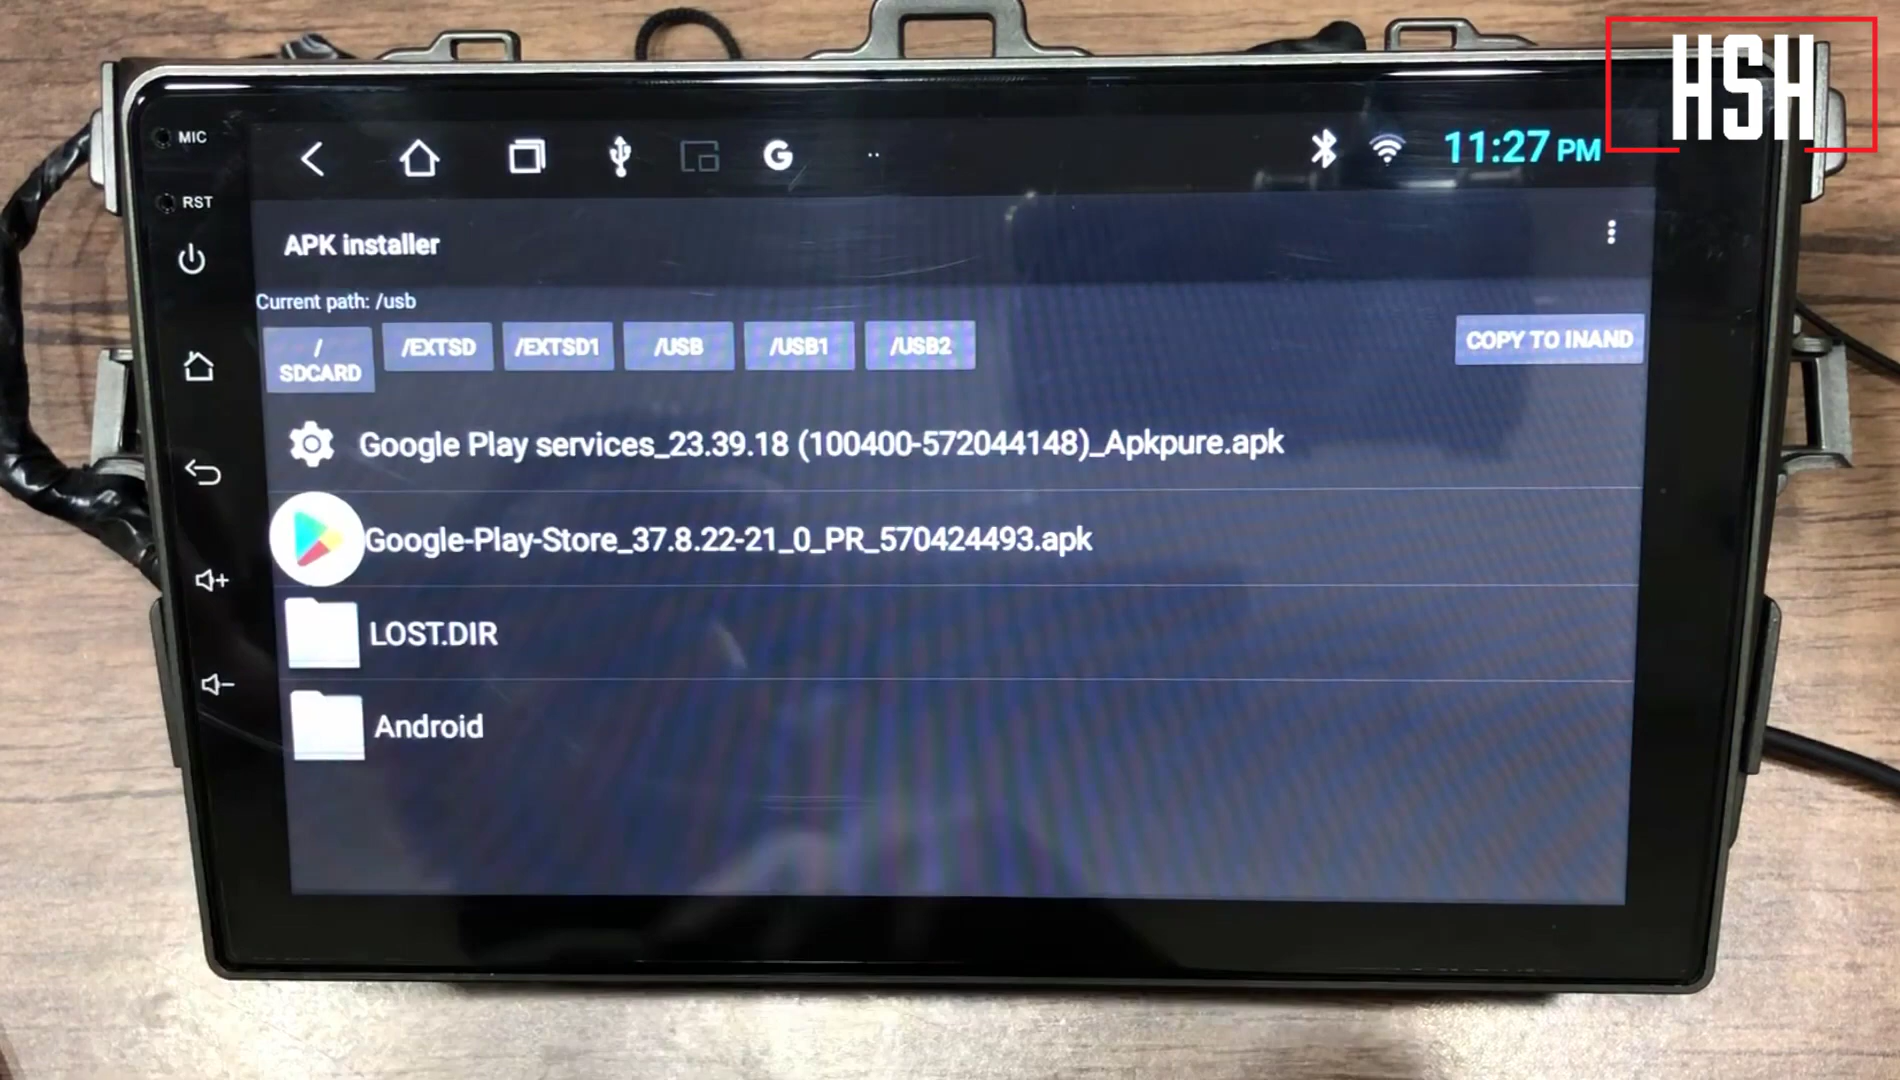 HSH
MIC
RST
G
11:27 PM
APK installer
Current path: /usb
/
SDCARD
/EXTSD
/EXTSD1
/USB
/USB1
/USB2
COPY TO INAND
Google Play services_23.39.18 (100400-572044148)_Apkpure.apk
Google-Play-Store_37.8.22-21_0_PR_570424493.apk
LOST.DIR
Android